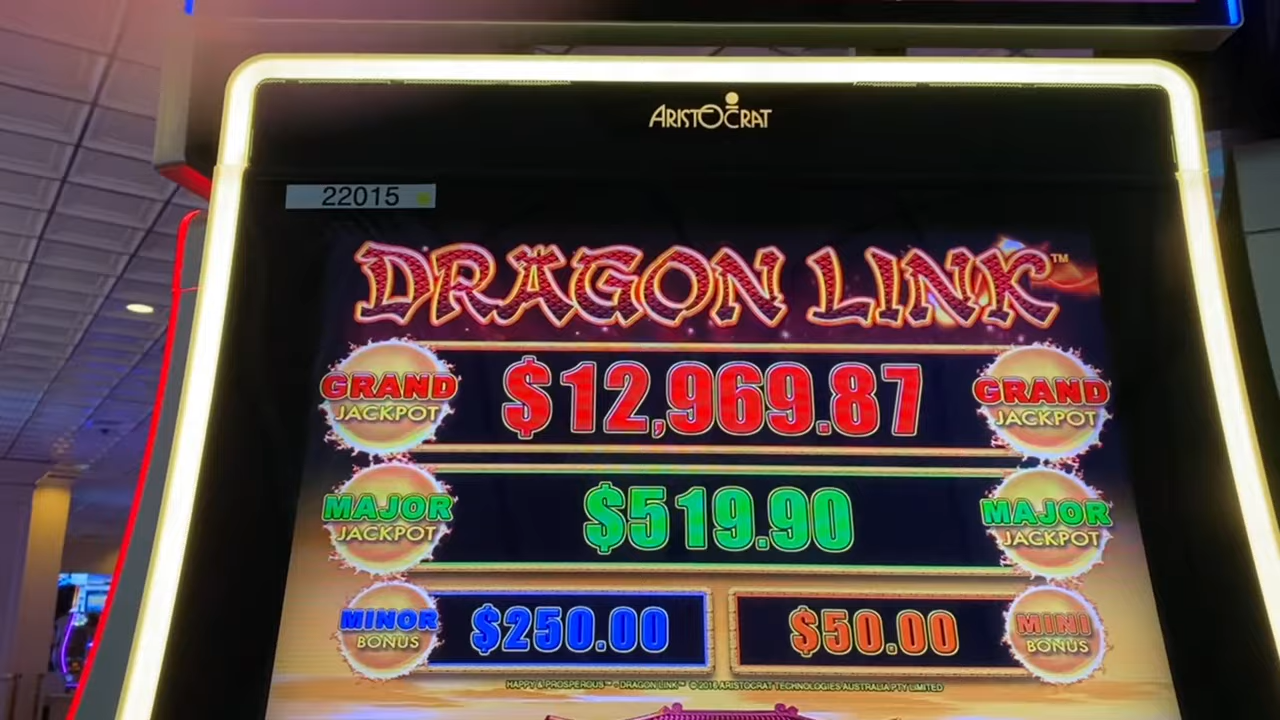 ARISTOCRAT
22015
DRAGON LINK™
GRAND JACKPOT $12,969.87 GRAND JACKPOT
MAJOR JACKPOT $519.90 MAJOR JACKPOT
MINOR BONUS $250.00 $50.00 MINI BONUS
HAPPY & PROSPEROUS™ - DRAGON LINK™ © 2016 ARISTOCRAT TECHNOLOGIES AUSTRALIA PTY LIMITED